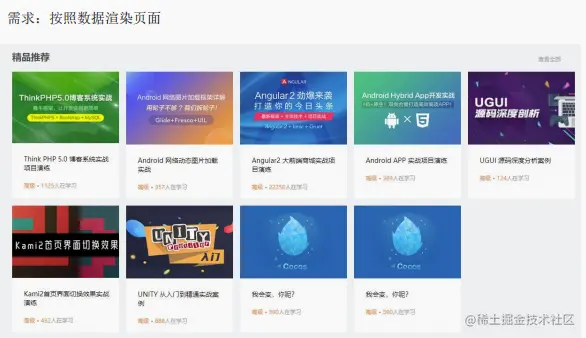 需求：按照数据渲染页面
精品推荐
查看全部
ThinkPHP5.0博客系统实战
Android 网络图片加载框架详解
Glide+Fresco+UIL
ANGULAR
Angular2 劲爆来袭
打造你的今日头条
Angular2 + Ionic + Cruct
Android Hybrid App开发实战
UGUI
源码深度剖析
Think PHP 5.0 博客系统实战
项目演练
高级 • 1125人在学习
Android 网络动态图片加载
实战
高级 • 357人在学习
Angular2 大前端商城实战项
目演练
高级 • 22250人在学习
Android APP 实战项目演练
高级 • 389人在学习
UGUI 源码深度分析案例
高级 • 124人在学习
Kami2首页界面切换效果
UNITY
入门
Cocos
Cocos
Kami2首页界面切换效果实战
演练
高级 • 432人在学习
UNITY 从入门到精通实战案
例
高级 • 888人在学习
我会变，你呢？
高级 • 590人在学习
我会变，你呢？
高级 • 590人在学习
@稀土掘金技术社区